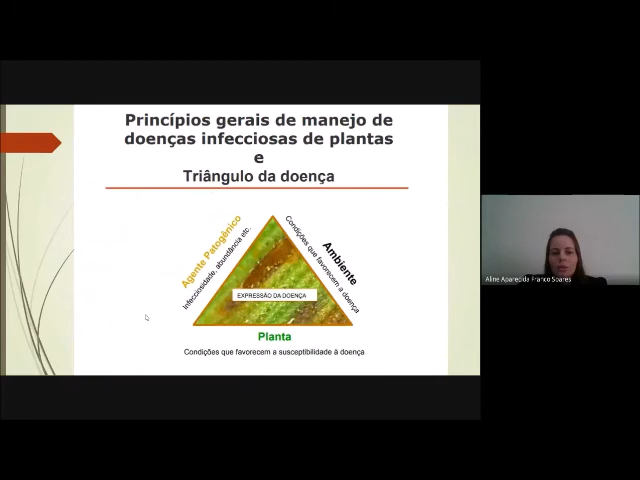 Princípios gerais de manejo de
doenças infecciosas de plantas
e
Triângulo da doença
Agente Patogênico
Infecciosidade, abundância etc.
Condições que favorecem a doença
Ambiente
EXPRESSÃO DA DOENÇA
Planta
Condições que favorecem a susceptibilidade à doença
Aline Aparecida Franco Soares